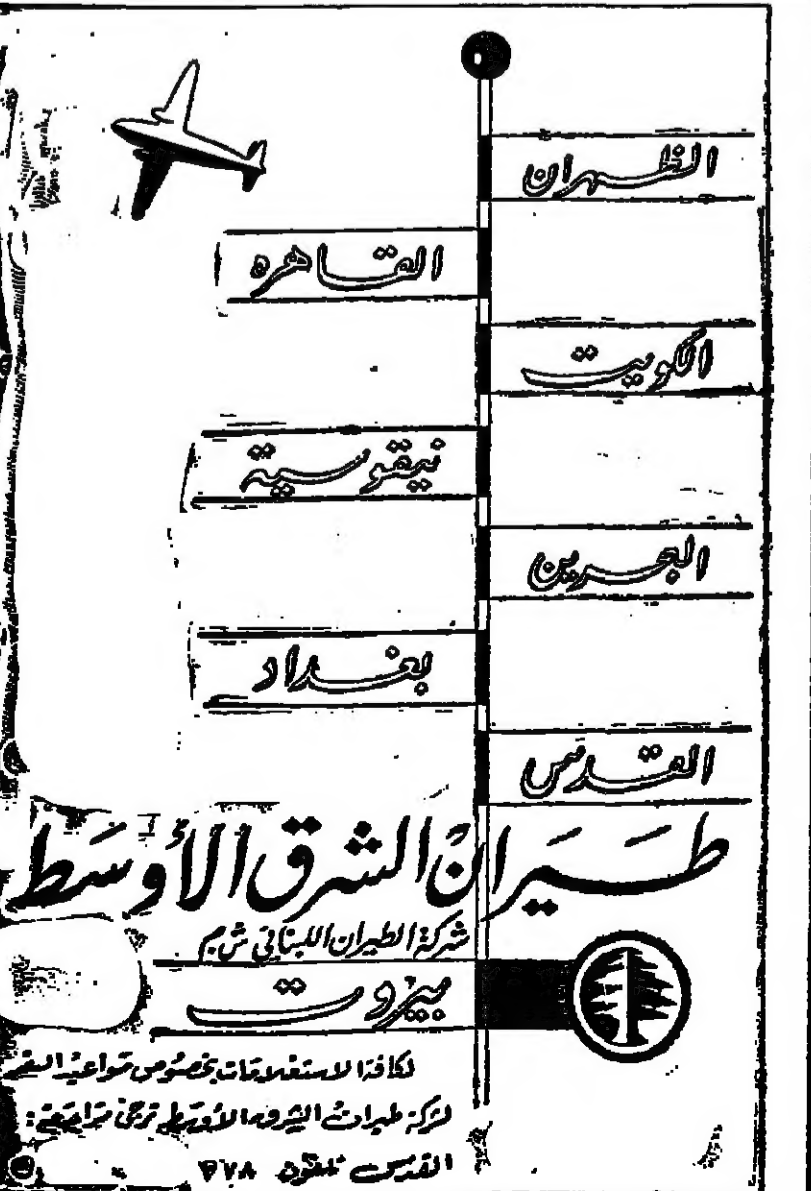 الظهران
القاهرة
الكويت
نيقوسية
البحرين
بغداد
القدس
طيران الشرق الأوسط
شركة الطيران اللبناني ش م
بيروت
لكافة الاستعلامات بخصوص مواعيد السفر
لشركة طيران الشرق الأوسط ترجى مراجعة :
القدس تلفون ٣٧٨